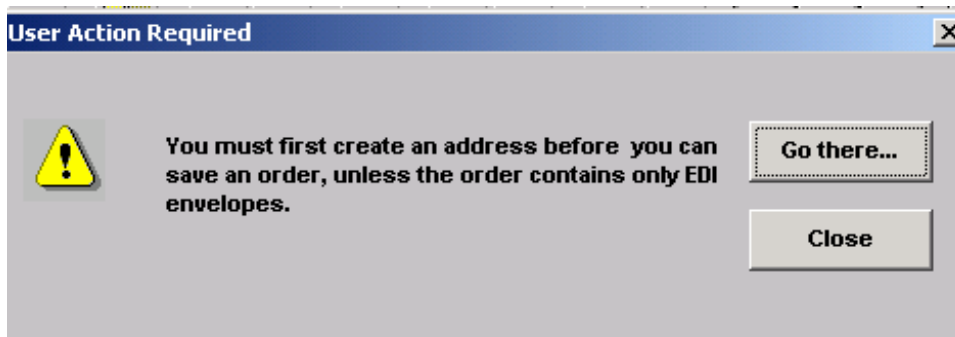 User Action Required
You must first create an address before you can
save an order, unless the order contains only EDI
envelopes.
Go there...
Close